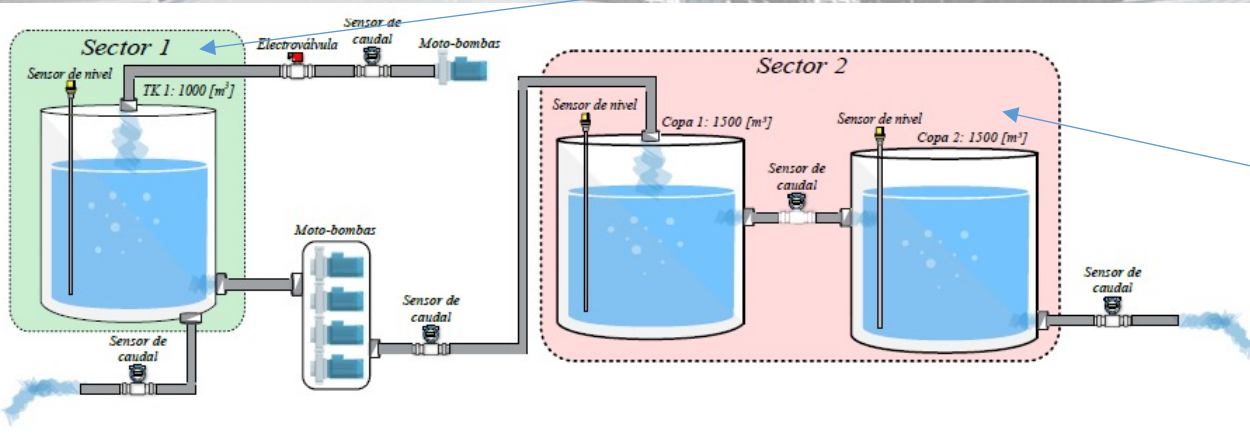 Sector 1
Sensor de nivel
TK 1: 1000 [m³]
Electroválvula
Sensor de
caudal
Moto-bombas
Sensor de
caudal
Moto-bombas
Sensor de
caudal
Sector 2
Sensor de nivel
Copa 1: 1500 [m³]
Sensor de
caudal
Sensor de nivel
Copa 2: 1500 [m³]
Sensor de
caudal